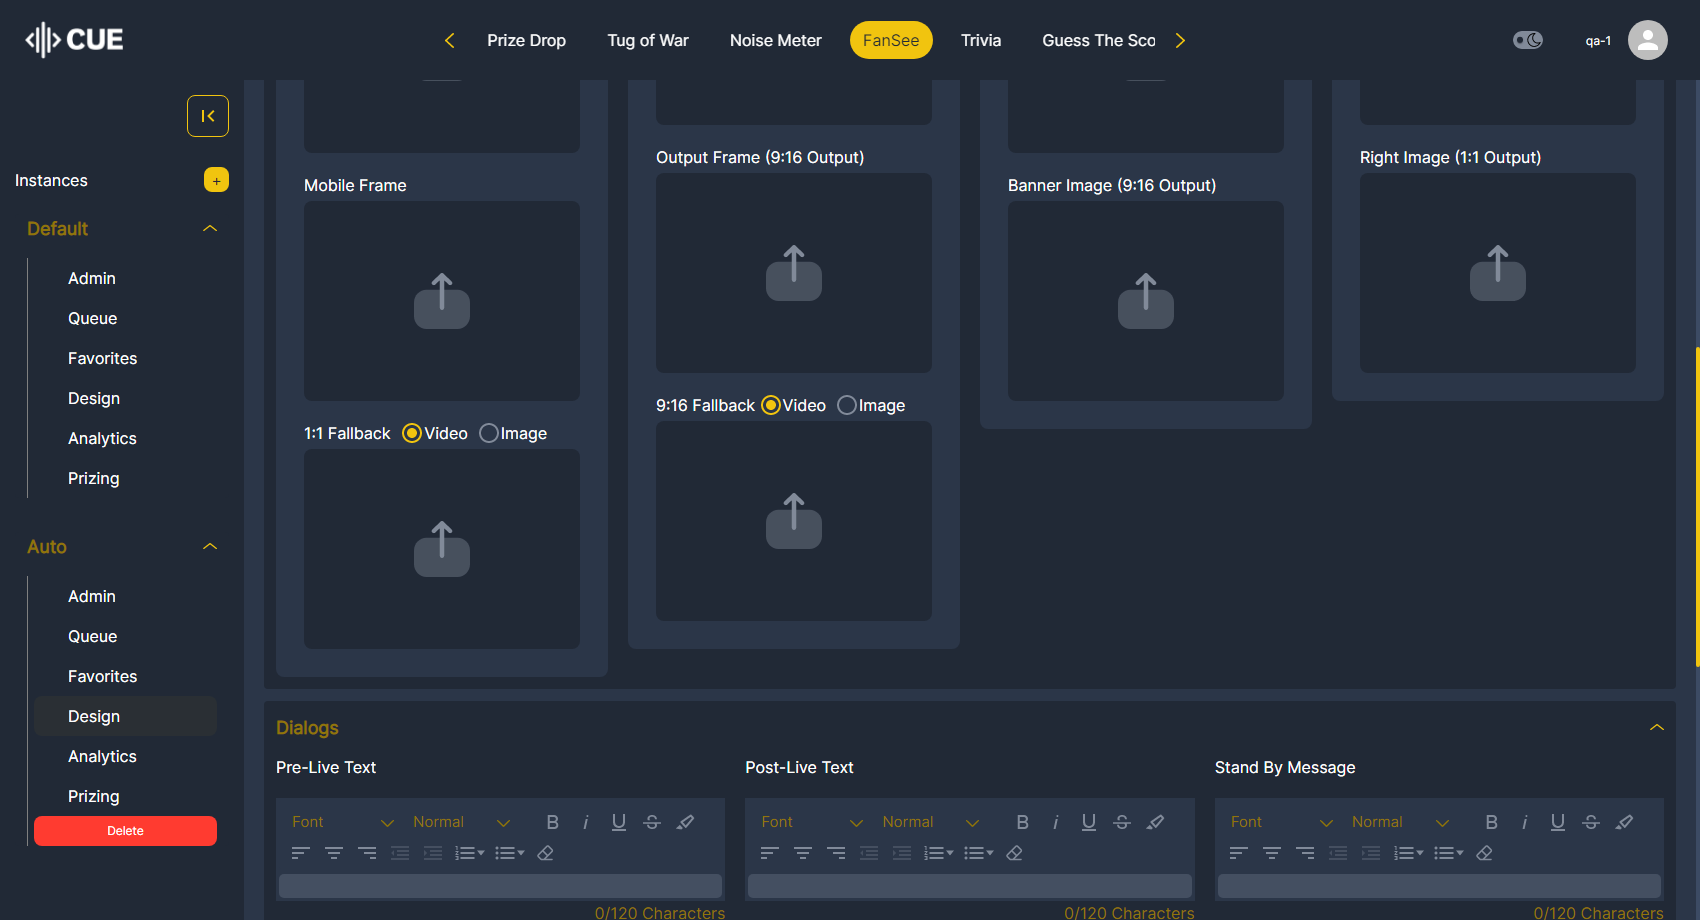 CUE
Prize Drop
Tug of War
Noise Meter
FanSee
Trivia
Guess The Sco
qa-1
Instances
+
Default
Admin
Queue
Favorites
Design
Analytics
Prizing
Auto
Admin
Queue
Favorites
Design
Analytics
Prizing
Delete
Mobile Frame
1:1 Fallback Video Image
Output Frame (9:16 Output)
9:16 Fallback Video Image
Banner Image (9:16 Output)
Right Image (1:1 Output)
Dialogs
Pre-Live Text
Font Normal B i U S
0/120 Characters
Post-Live Text
Font Normal B i U S
0/120 Characters
Stand By Message
Font Normal B i U S
0/120 Characters